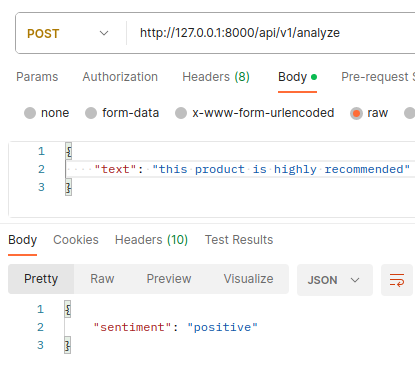 POST http://127.0.0.1:8000/api/v1/analyze
Params Authorization Headers (8) Body Pre-request
none form-data x-www-form-urlencoded raw
1 {
2 "text": "this product is highly recommended"
3 }
Body Cookies Headers (10) Test Results
Pretty Raw Preview Visualize JSON
1 {
2 "sentiment": "positive"
3 }